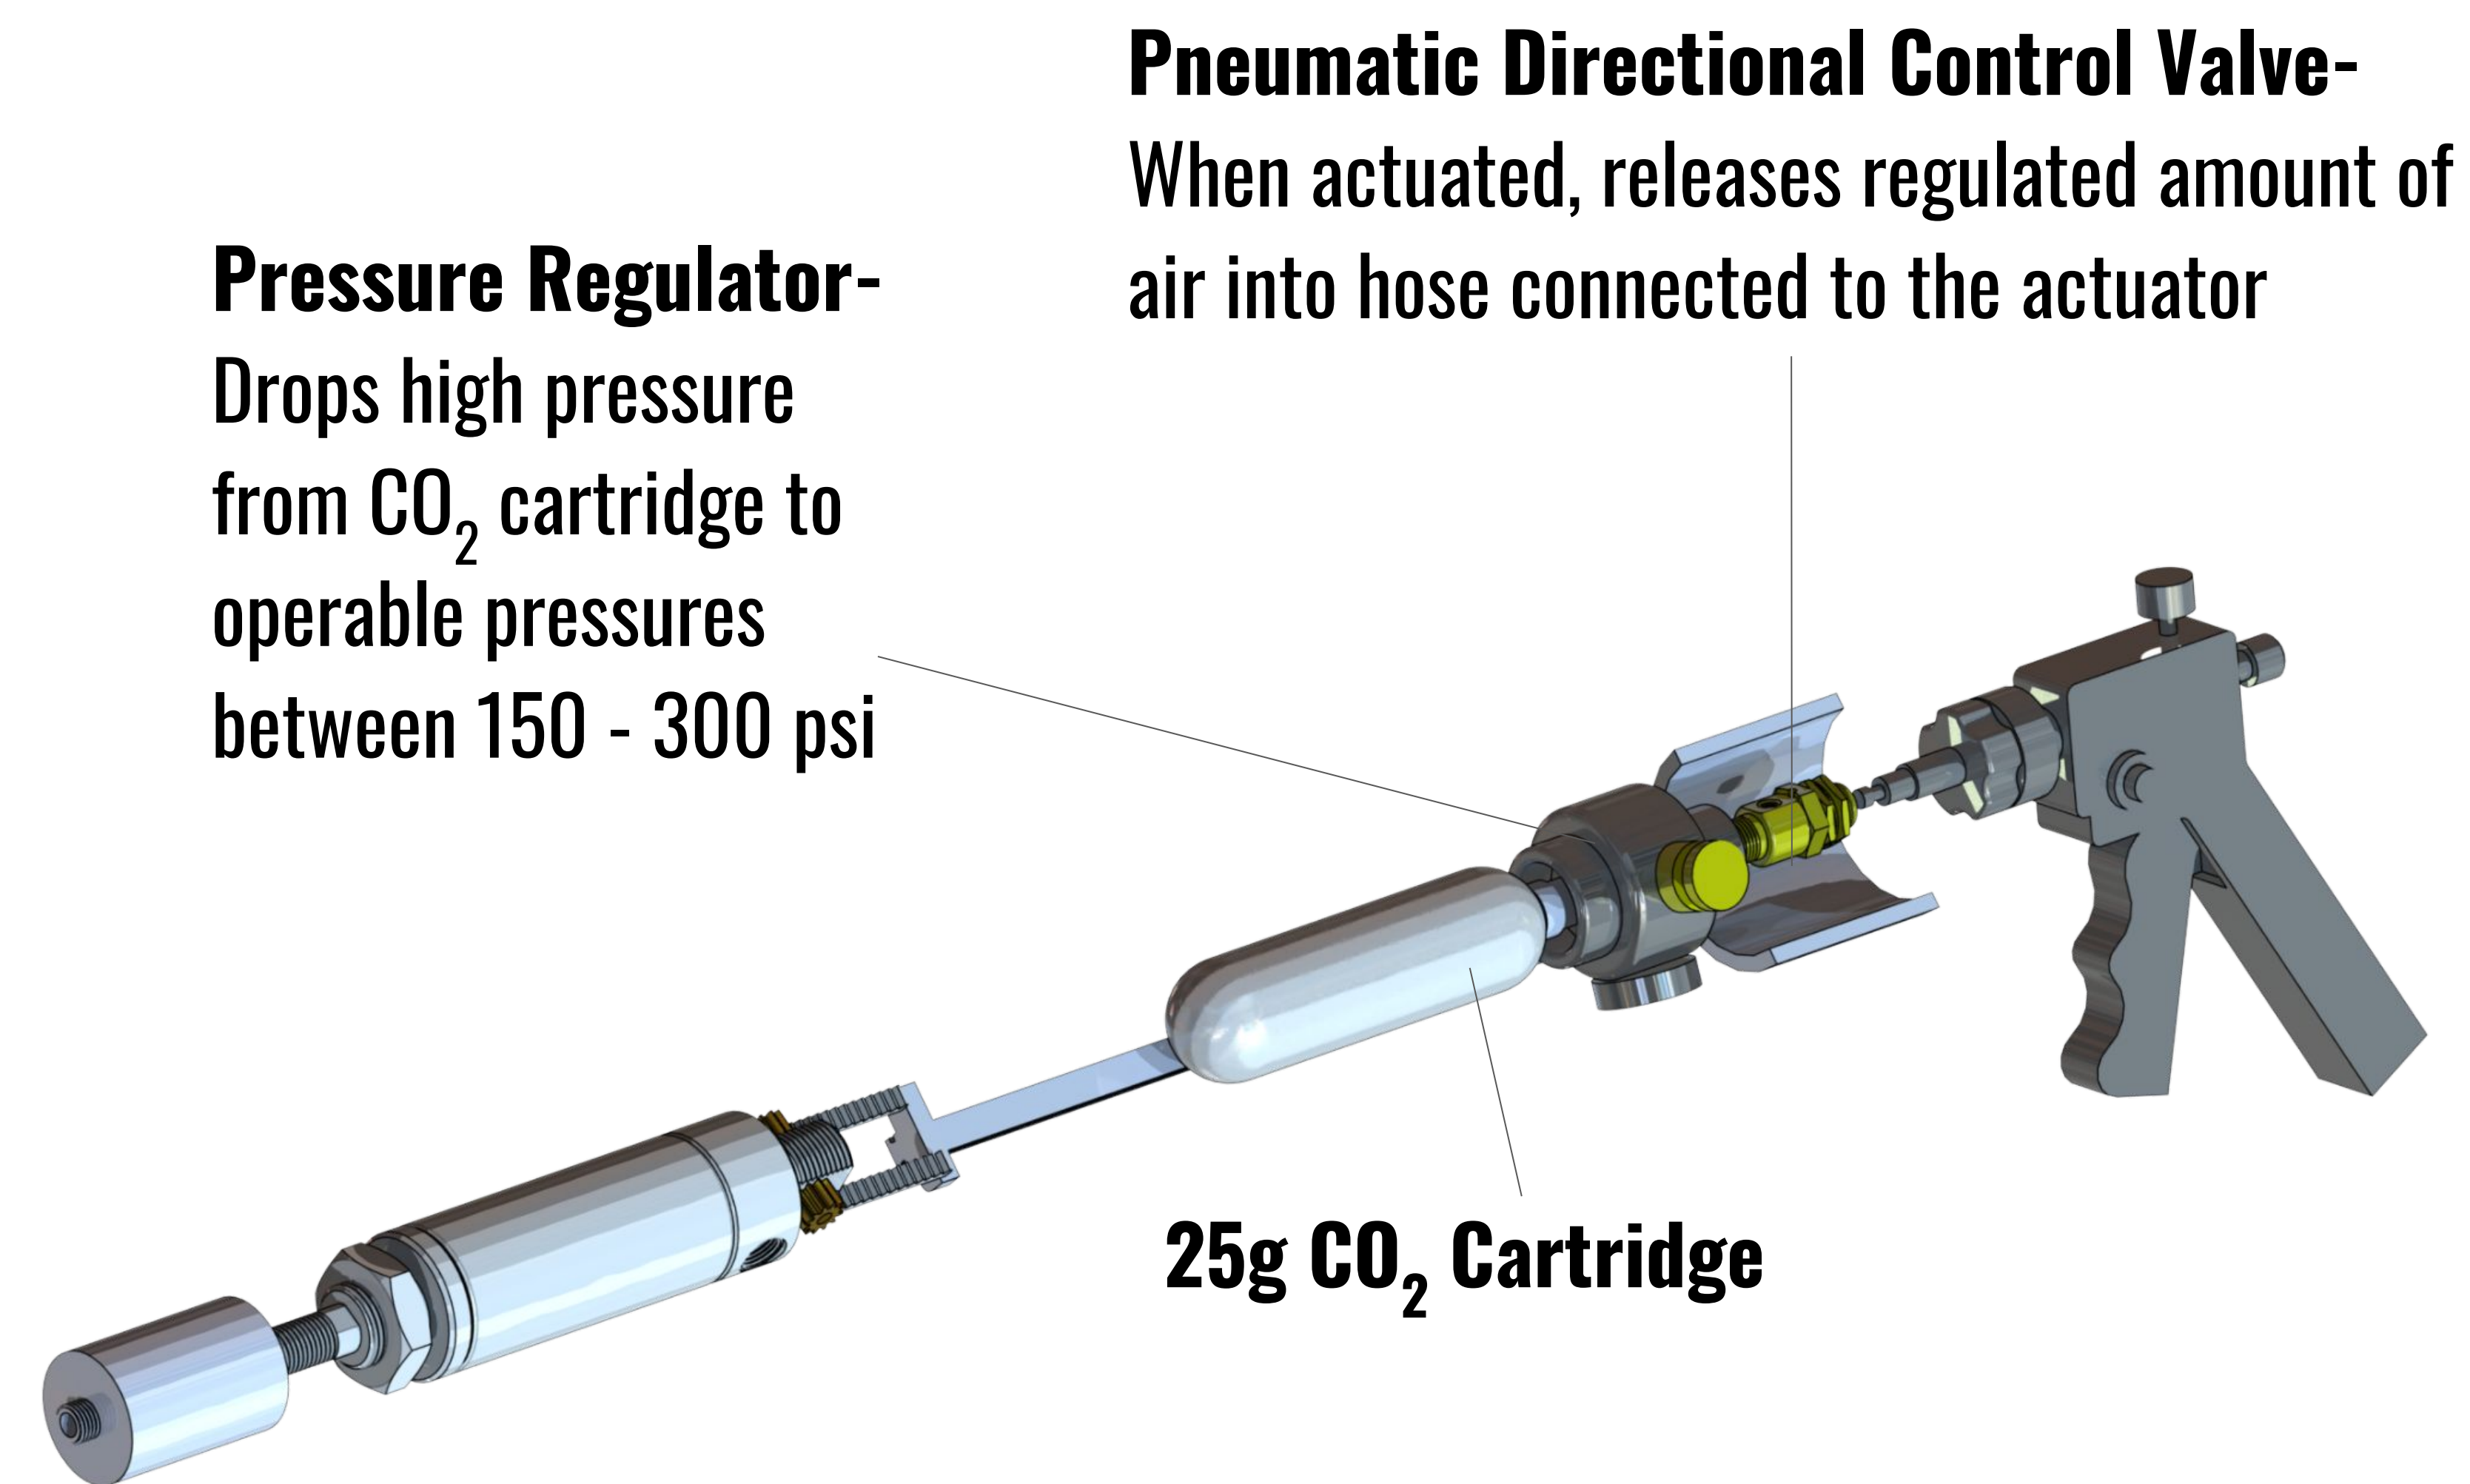 Pneumatic Directional Control Valve-
When actuated, releases regulated amount of
air into hose connected to the actuator
Pressure Regulator-
Drops high pressure
from CO₂ cartridge to
operable pressures
between 150 - 300 psi
25g CO₂ Cartridge